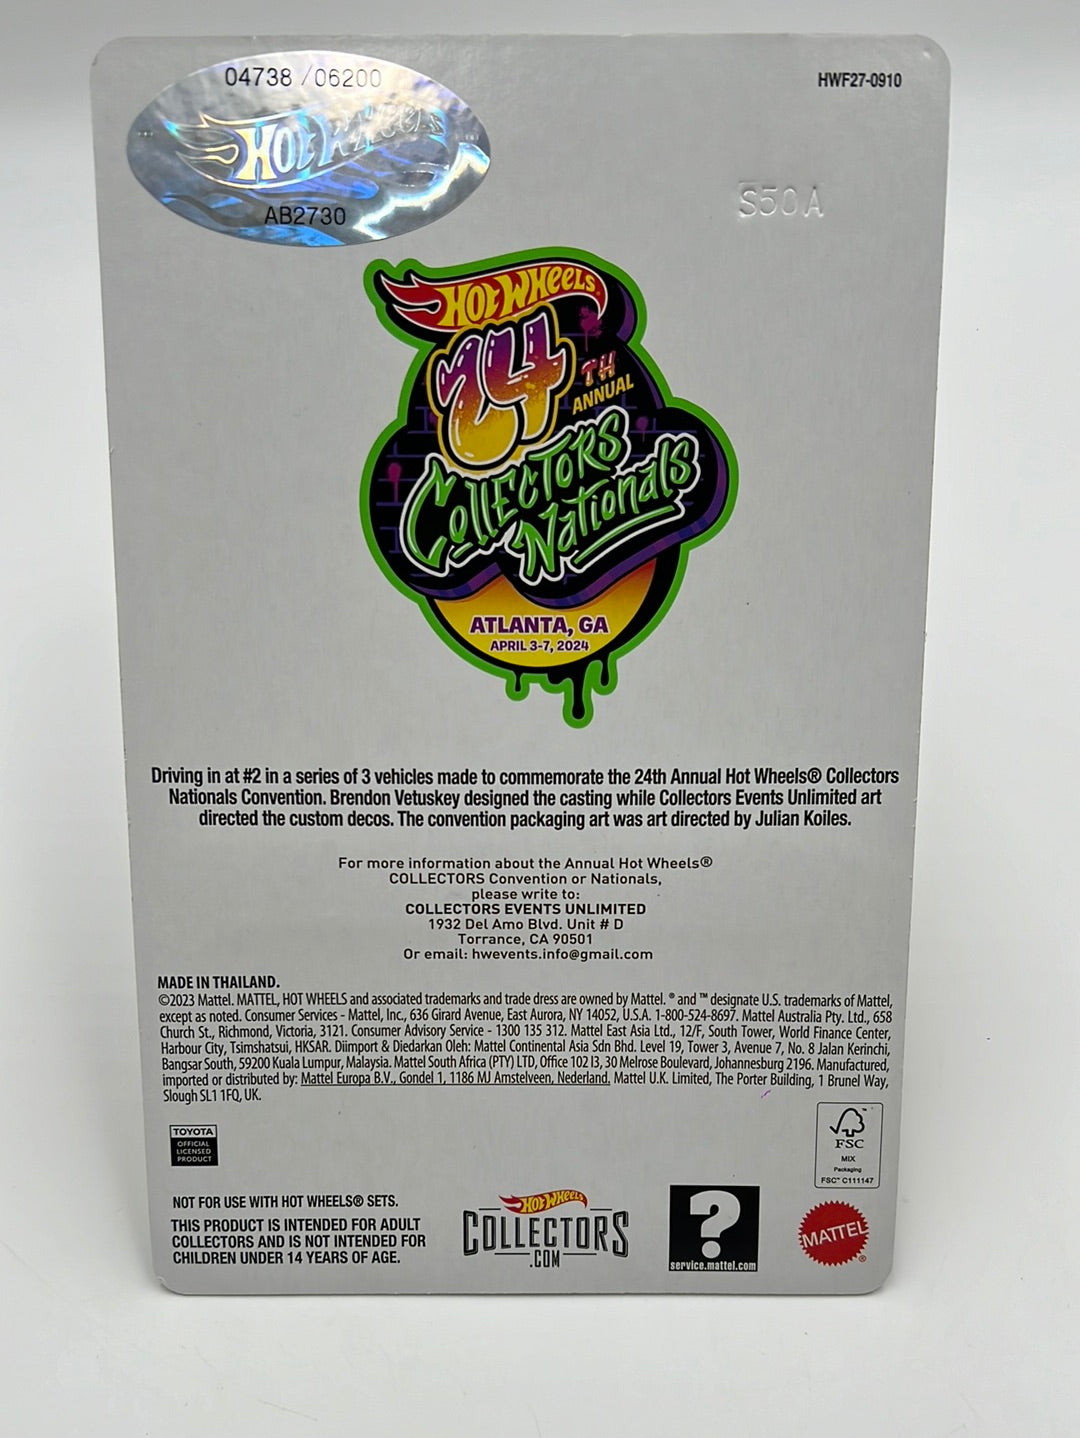 04738 /06200
HOT WHEELS
AB2730
HWF27-0910
S50A
HOT WHEELS
24TH
ANNUAL
COLLECTORS
NATIONALS
ATLANTA, GA
APRIL 3-7, 2024
Driving in at #2 in a series of 3 vehicles made to commemorate the 24th Annual Hot Wheels® Collectors
Nationals Convention. Brendon Vetuskey designed the casting while Collectors Events Unlimited art
directed the custom decos. The convention packaging art was art directed by Julian Koiles.
For more information about the Annual Hot Wheels®
COLLECTORS Convention or Nationals,
please write to:
COLLECTORS EVENTS UNLIMITED
1932 Del Amo Blvd. Unit # D
Torrance, CA 90501
Or email: hwevents.info@gmail.com
MADE IN THAILAND.
©2023 Mattel. MATTEL, HOT WHEELS and associated trademarks and trade dress are owned by Mattel. ® and ™ designate U.S. trademarks of Mattel,
except as noted. Consumer Services - Mattel, Inc., 636 Girard Avenue, East Aurora, NY 14052, U.S.A. 1-800-524-8697. Mattel Australia Pty. Ltd., 658
Church St., Richmond, Victoria, 3121. Consumer Advisory Service - 1300 135 312. Mattel East Asia Ltd., 12/F, South Tower, World Finance Center,
Harbour City, Tsimshatsui, HKSAR. Diimport & Diedarkan Oleh: Mattel Continental Asia Sdn Bhd. Level 19, Tower 3, Avenue 7, No. 8 Jalan Kerinchi,
Bangsar South, 59200 Kuala Lumpur, Malaysia. Mattel South Africa (PTY) LTD, Office 102 I3, 30 Melrose Boulevard, Johannesburg 2196. Manufactured,
imported or distributed by: Mattel Europa B.V., Gondel 1, 1186 MJ Amstelveen, Nederland. Mattel U.K. Limited, The Porter Building, 1 Brunel Way,
Slough SL1 1FQ, UK.
TOYOTA
OFFICIAL
LICENSED
PRODUCT
FSC
MIX
Packaging
FSC™ C111147
NOT FOR USE WITH HOT WHEELS® SETS.
THIS PRODUCT IS INTENDED FOR ADULT
COLLECTORS AND IS NOT INTENDED FOR
CHILDREN UNDER 14 YEARS OF AGE.
HOT WHEELS
COLLECTORS
.COM
?
service.mattel.com
MATTEL®